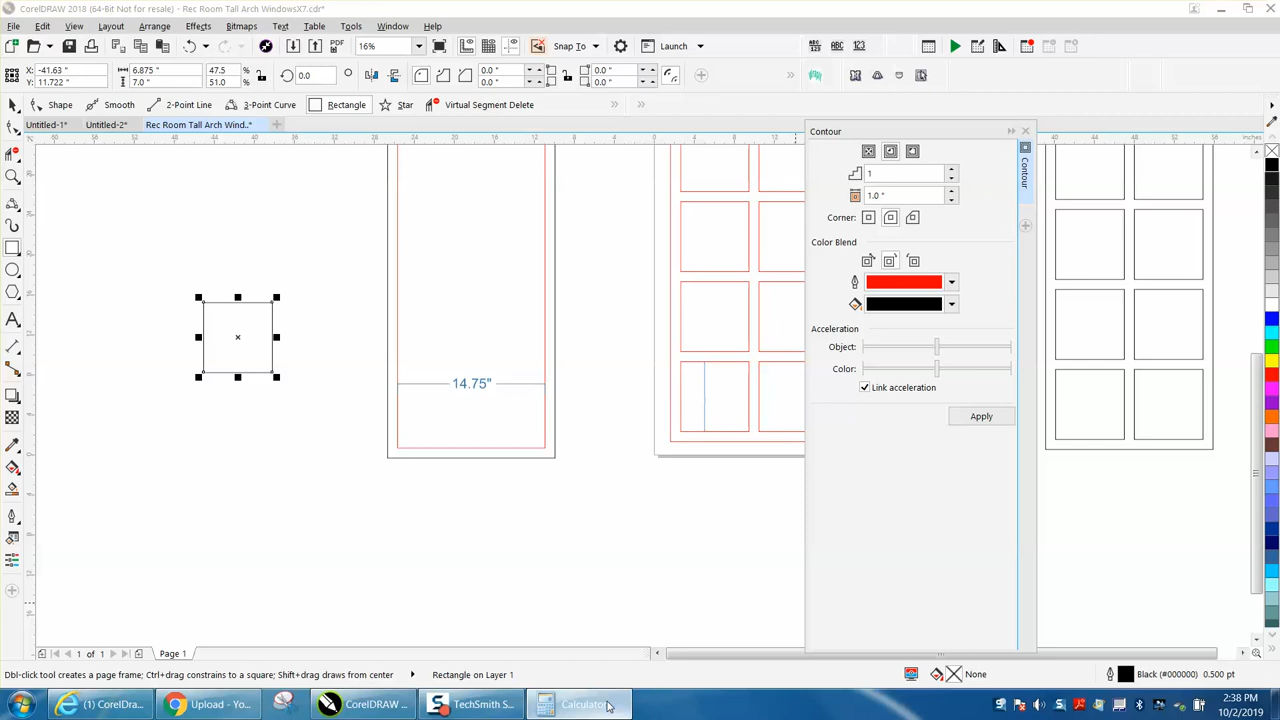 CorelDRAW 2018 (64-Bit Not for resale) - Rec Room Tall Arch WindowsX7.cdr*
File Edit View Layout Arrange Effects Bitmaps Text Table Tools Window Help
PDF 16% Snap To Launch
X: -41.63 " 6.875 " 47.5 % 0.0 ° 0.0 " 0.0 "
Y: 11.722 " 7.0 " 51.0 % 0.0 " 0.0 "
Shape Smooth 2-Point Line 3-Point Curve Rectangle Star Virtual Segment Delete
Untitled-1* Untitled-2* Rec Room Tall Arch Wind..*
inches
Contour
Contour
1
1.0 "
Corner:
Color Blend
Acceleration
Object:
Color:
Link acceleration
Apply
14.75"
1 of 1 Page 1
Dbl-click tool creates a page frame; Ctrl+drag constrains to a square; Shift+drag draws from center Rectangle on Layer 1 None Black (#000000) 0.500 pt
(1) CorelDra... Upload - Yo... CorelDRAW ... TechSmith S... Calculator
2:38 PM
10/2/2019